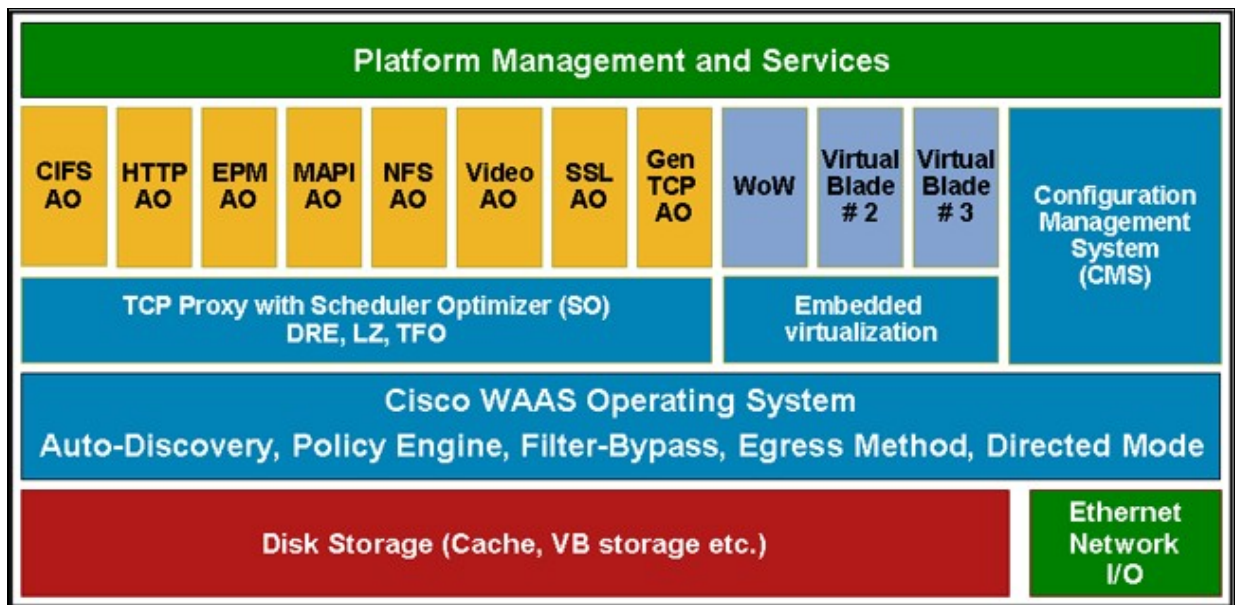 Platform Management and Services
CIFS
AO
HTTP
AO
EPM
AO
MAPI
AO
NFS
AO
Video
AO
SSL
AO
Gen
TCP
AO
WoW
Virtual
Blade
# 2
Virtual
Blade
# 3
Configuration
Management
System
(CMS)
TCP Proxy with Scheduler Optimizer (SO)
DRE, LZ, TFO
Embedded
virtualization
Cisco WAAS Operating System
Auto-Discovery, Policy Engine, Filter-Bypass, Egress Method, Directed Mode
Disk Storage (Cache, VB storage etc.)
Ethernet
Network
I/O